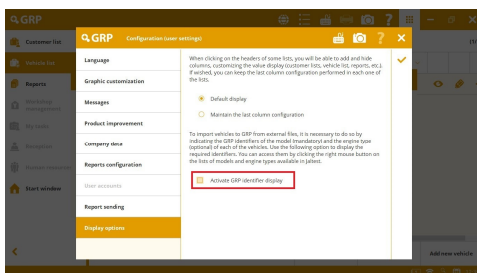 GRP
?
Customer list
Vehicle list
Reports
Start window
Add new vehicle
GRP Configuration (user settings)
?
Language
Graphic customization
Messages
Product improvement
Company data
Reports configuration
User accounts
Report sending
Display options
When clicking on the headers of some lists, you will be able to add and hide
columns, customizing the value display (customer lists, vehicle list, reports, etc.).
If wished, you can keep the last column configuration performed in each one of
the lists.
Default display
Maintain the last column configuration
To import vehicles to GRP from external files, it is necessary to do so by
indicating the GRP identifiers of the model (mandatory) and the engine type
(optional) of each of the vehicles. Use the following option to display the
required identifiers. You can access them by clicking the right mouse button on
the lists of models and engine types available in Jaltest.
Activate GRP identifier display